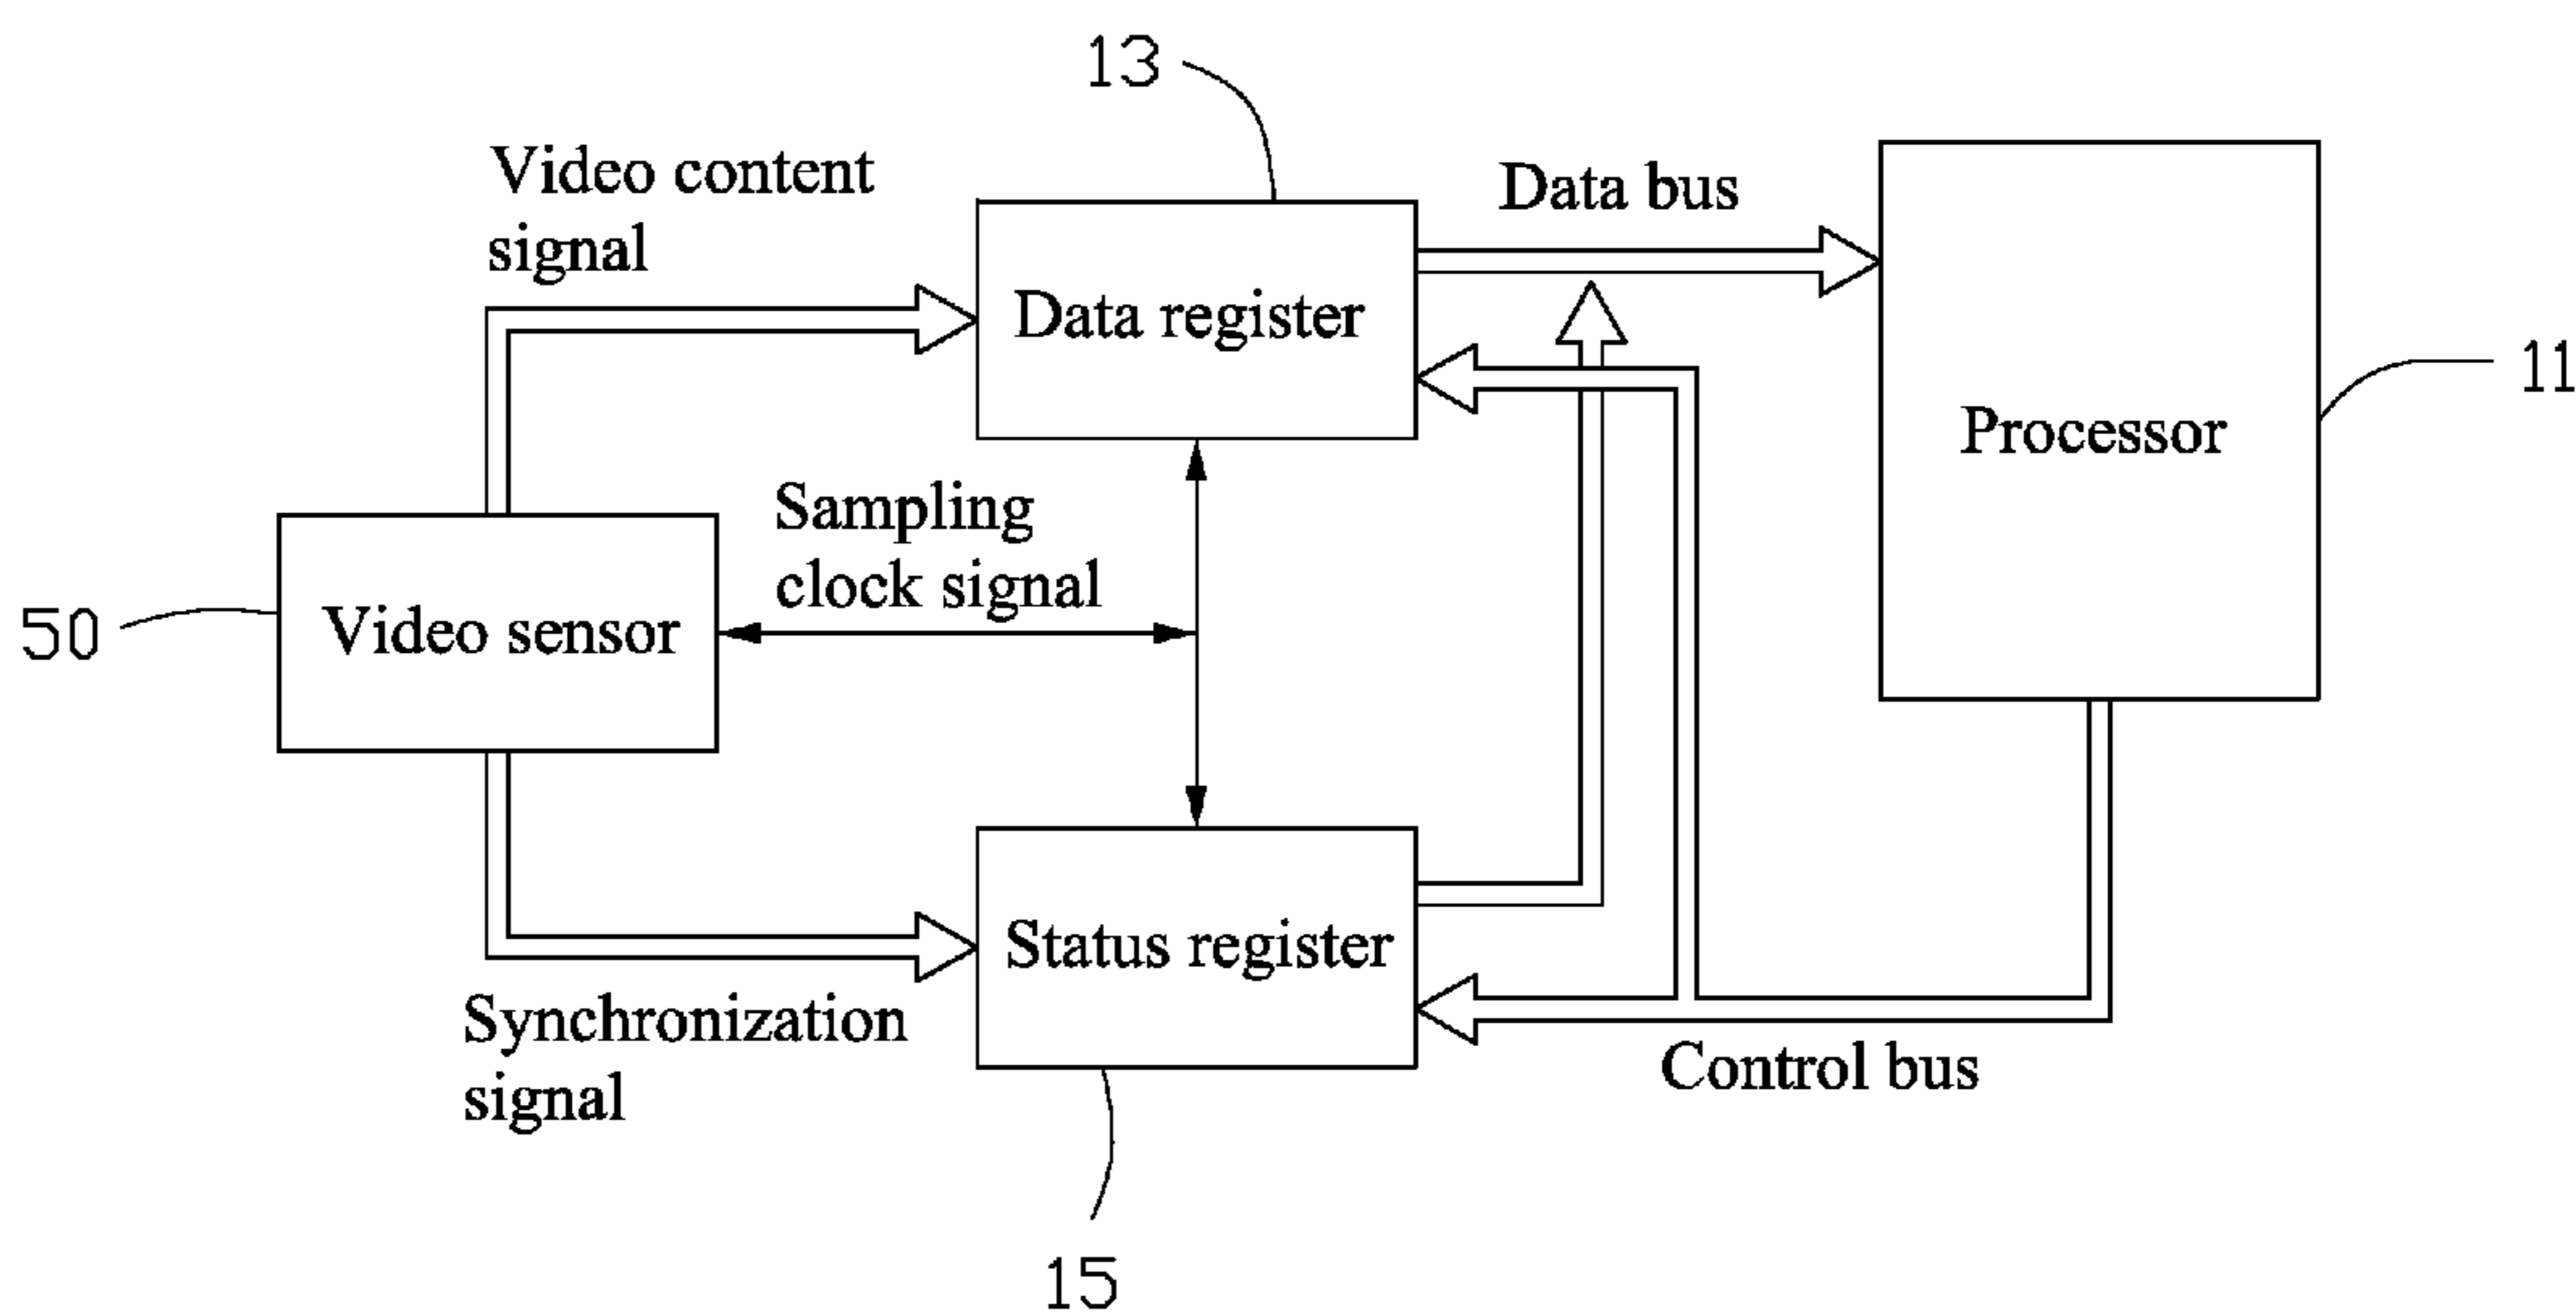 13
Video content
signal
Data bus
Data register
11
Processor
Sampling
clock signal
50
Video sensor
Status register
Synchronization
signal
Control bus
15